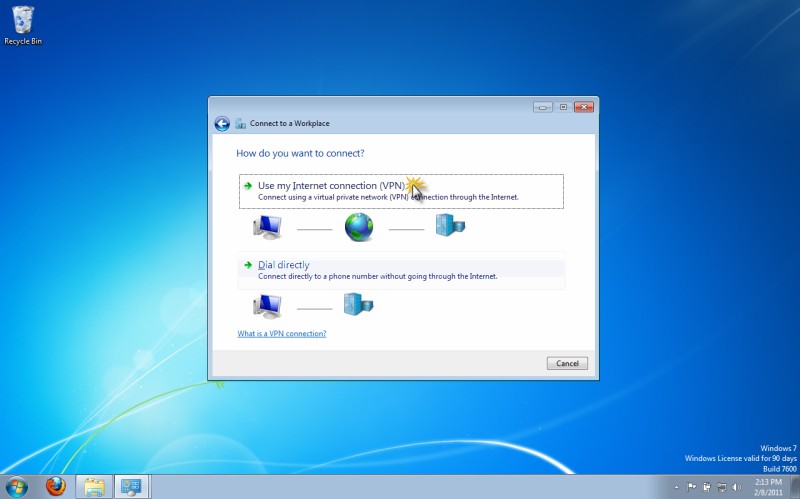 Recycle Bin
Connect to a Workplace
How do you want to connect?
Use my Internet connection (VPN)
Connect using a virtual private network (VPN) connection through the Internet.
Dial directly
Connect directly to a phone number without going through the Internet.
What is a VPN connection?
Cancel
Windows 7
Windows License valid for 90 days
Build 7600
2:13 PM
2/8/2011